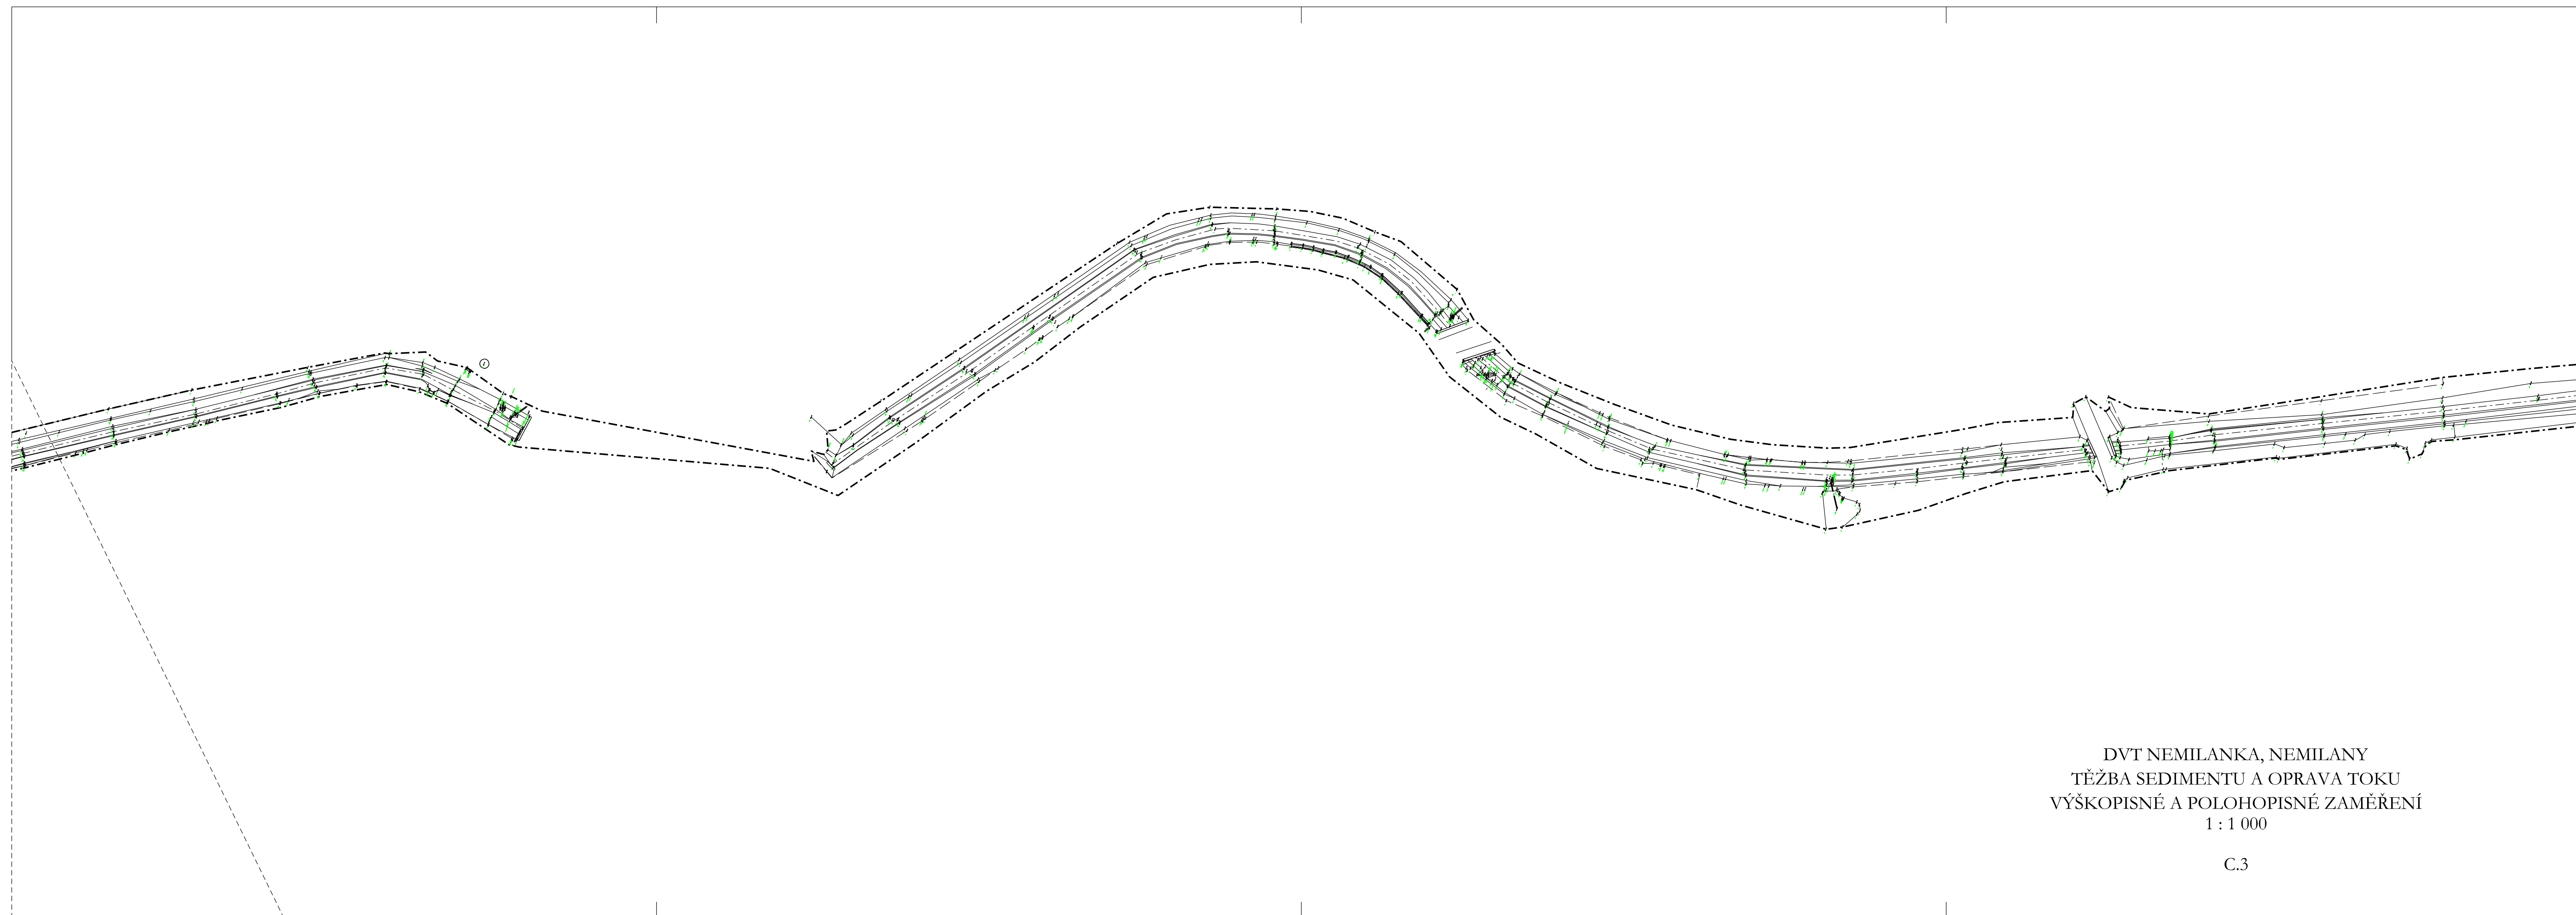 DVT NEMILANKA, NEMILANY
TĚŽBA SEDIMENTU A OPRAVA TOKU
VÝŠKOPISNÉ A POLOHOPISNÉ ZAMĚŘENÍ
1 : 1 000
C.3